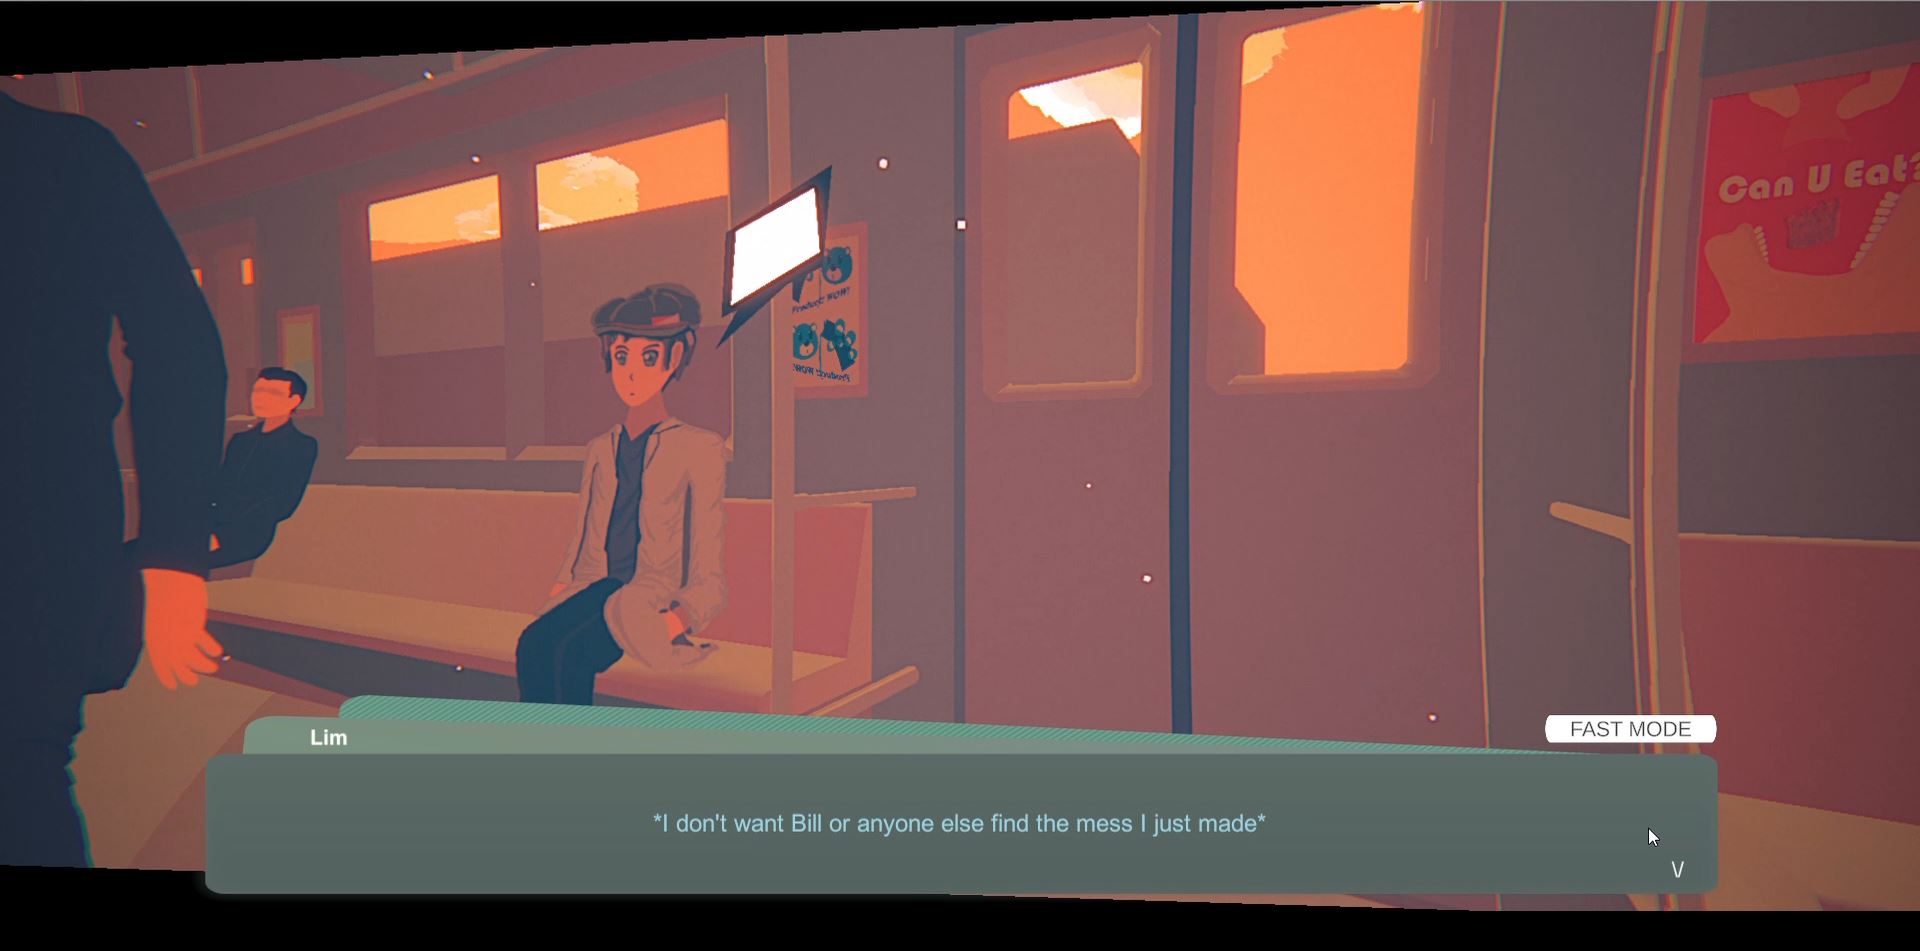 Can U Eat?
Product: WOW!
Product: WOW!
Lim
FAST MODE
*I don't want Bill or anyone else find the mess I just made*
V